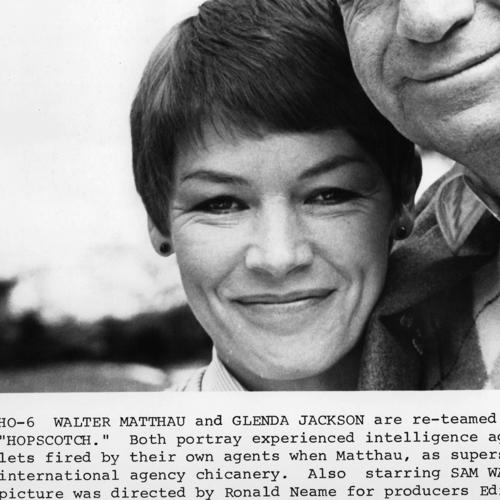 HO-6 WALTER MATTHAU and GLENDA JACKSON are re-teamed
"HOPSCOTCH." Both portray experienced intelligence ag
lets fired by their own agents when Matthau, as supers
international agency chicanery. Also starring SAM WA
picture was directed by Ronald Neame for producers Ed